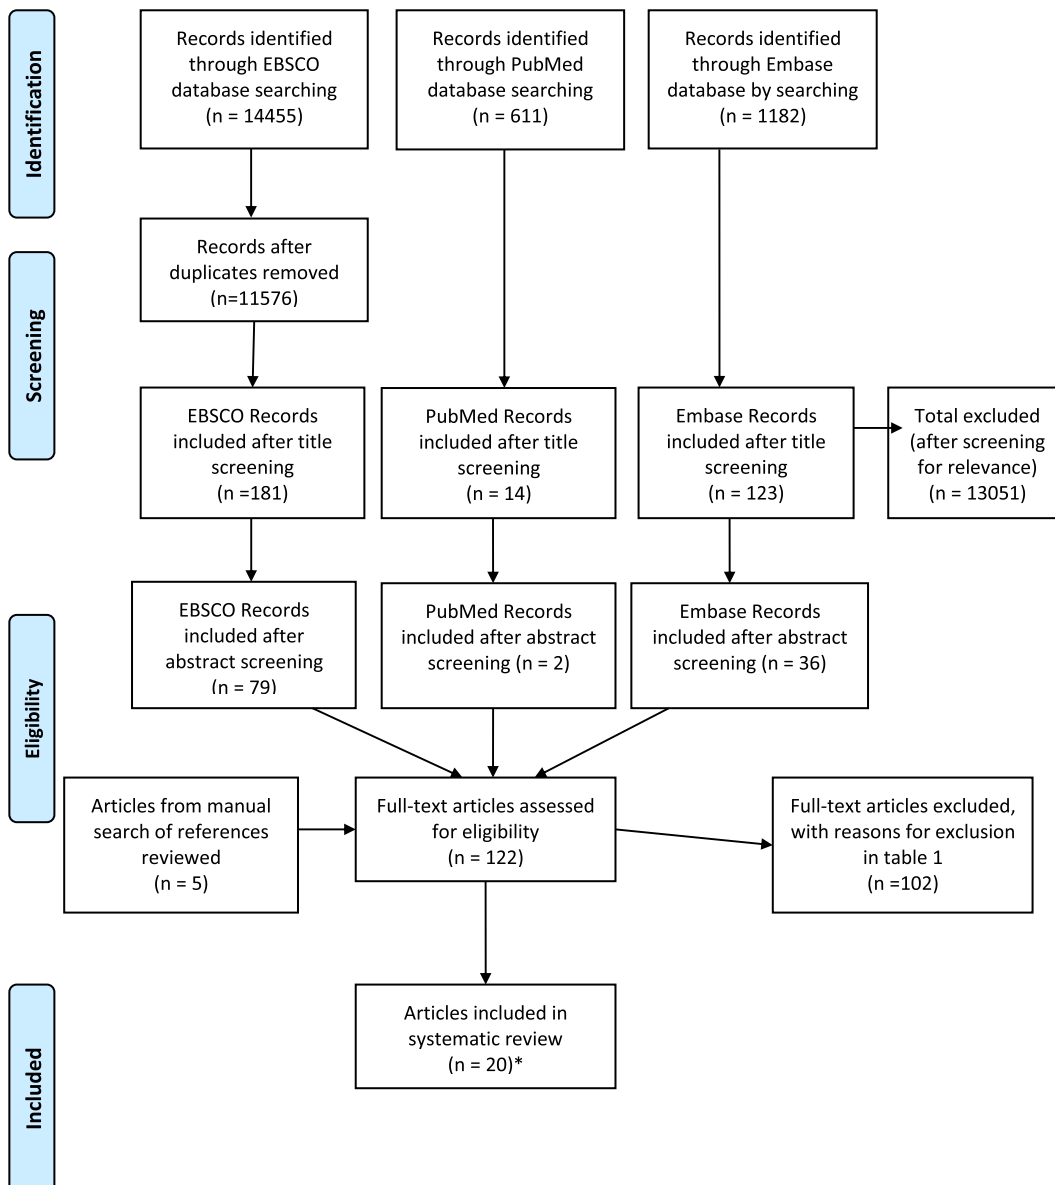 Identification
Records identified
through EBSCO
database searching
(n = 14455)
Records identified
through PubMed
database searching
(n = 611)
Records identified
through Embase
database by searching
(n = 1182)
Records after
duplicates removed
(n=11576)
Screening
EBSCO Records
included after title
screening
(n =181)
PubMed Records
included after title
screening
(n = 14)
Embase Records
included after title
screening
(n = 123)
Total excluded
(after screening
for relevance)
(n = 13051)
EBSCO Records
included after
abstract screening
(n = 79)
PubMed Records
included after abstract
screening (n = 2)
Embase Records
included after abstract
screening (n = 36)
Eligibility
Articles from manual
search of references
reviewed
(n = 5)
Full-text articles assessed
for eligibility
(n = 122)
Full-text articles excluded,
with reasons for exclusion
in table 1
(n =102)
Included
Articles included in
systematic review
(n = 20)*